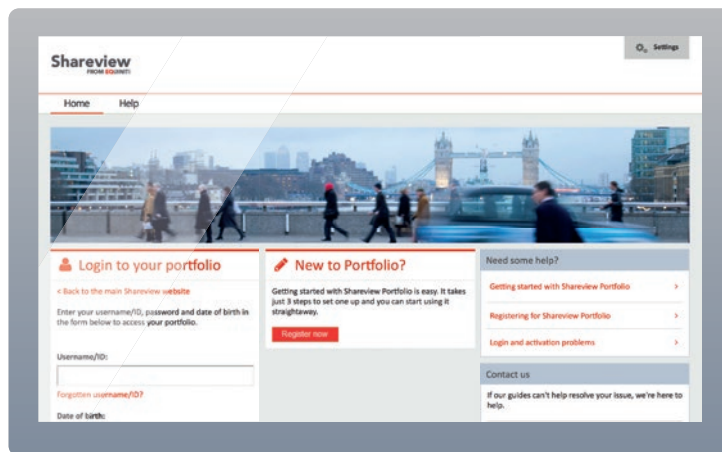 Shareview
FROM EQUINITI
Settings
Home
Help
Login to your portfolio
< Back to the main Shareview website
Enter your username/ID, password and date of birth in
the form below to access your portfolio.
Username/ID:
Forgotten username/ID?
Date of birth:
New to Portfolio?
Getting started with Shareview Portfolio is easy. It takes
just 3 steps to set one up and you can start using it
straightaway.
Register now
Need some help?
Getting started with Shareview Portfolio >
Registering for Shareview Portfolio >
Login and activation problems >
Contact us
If our guides can't help resolve your issue, we're here to
help.